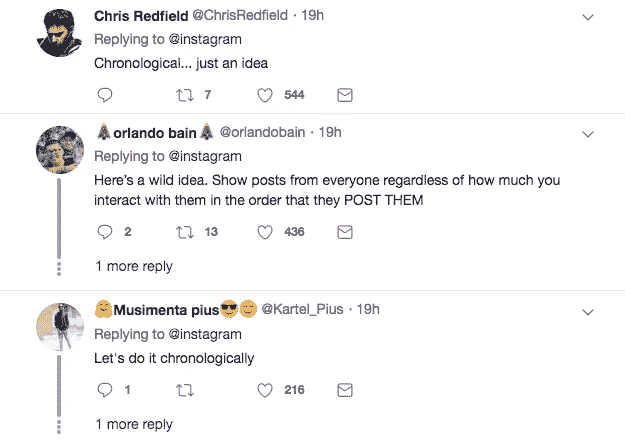 Chris Redfield @ChrisRedfield · 19h
Replying to @instagram
Chronological... just an idea
7 544
orlando bain @orlandobain · 19h
Replying to @instagram
Here's a wild idea. Show posts from everyone regardless of how much you
interact with them in the order that they POST THEM
2 13 436
1 more reply
Musimenta pius @Kartel_Pius · 19h
Replying to @instagram
Let's do it chronologically
1 216
1 more reply